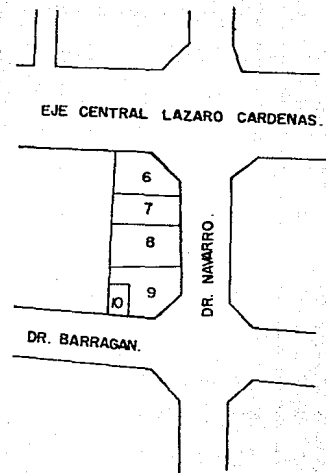 EJE CENTRAL LAZARO CARDENAS.
6
7
8
9
10
DR. NAVARRO.
DR. BARRAGAN.